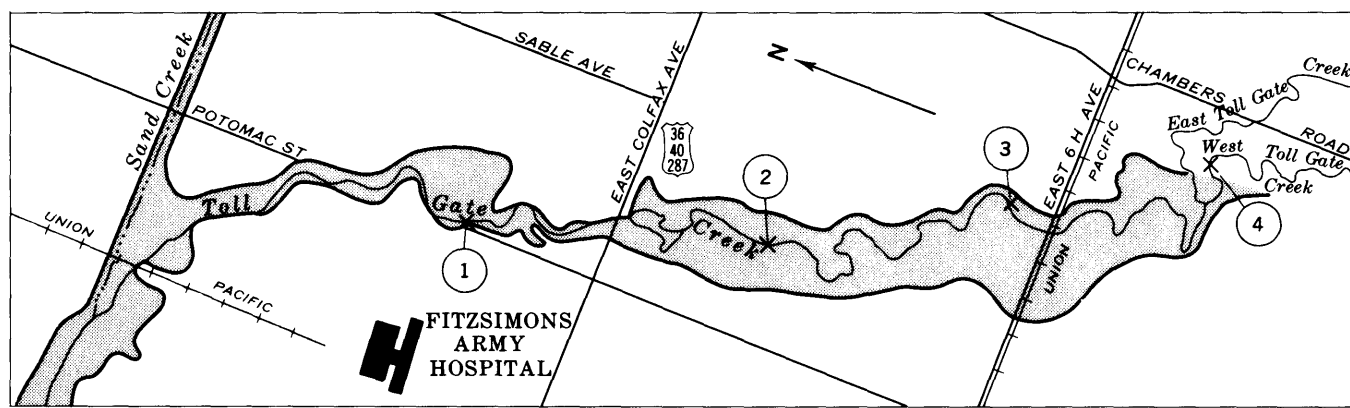 Sand Creek
POTOMAC ST
UNION
PACIFIC
Toll Gate Creek
SABLE AVE
EAST COLFAX AVE
36
40
287
N
1
2
3
4
FITZSIMONS
ARMY
HOSPITAL
EAST 6 H AVE
UNION PACIFIC
CHAMBERS ROAD
East Toll Gate Creek
West Toll Gate
Creek